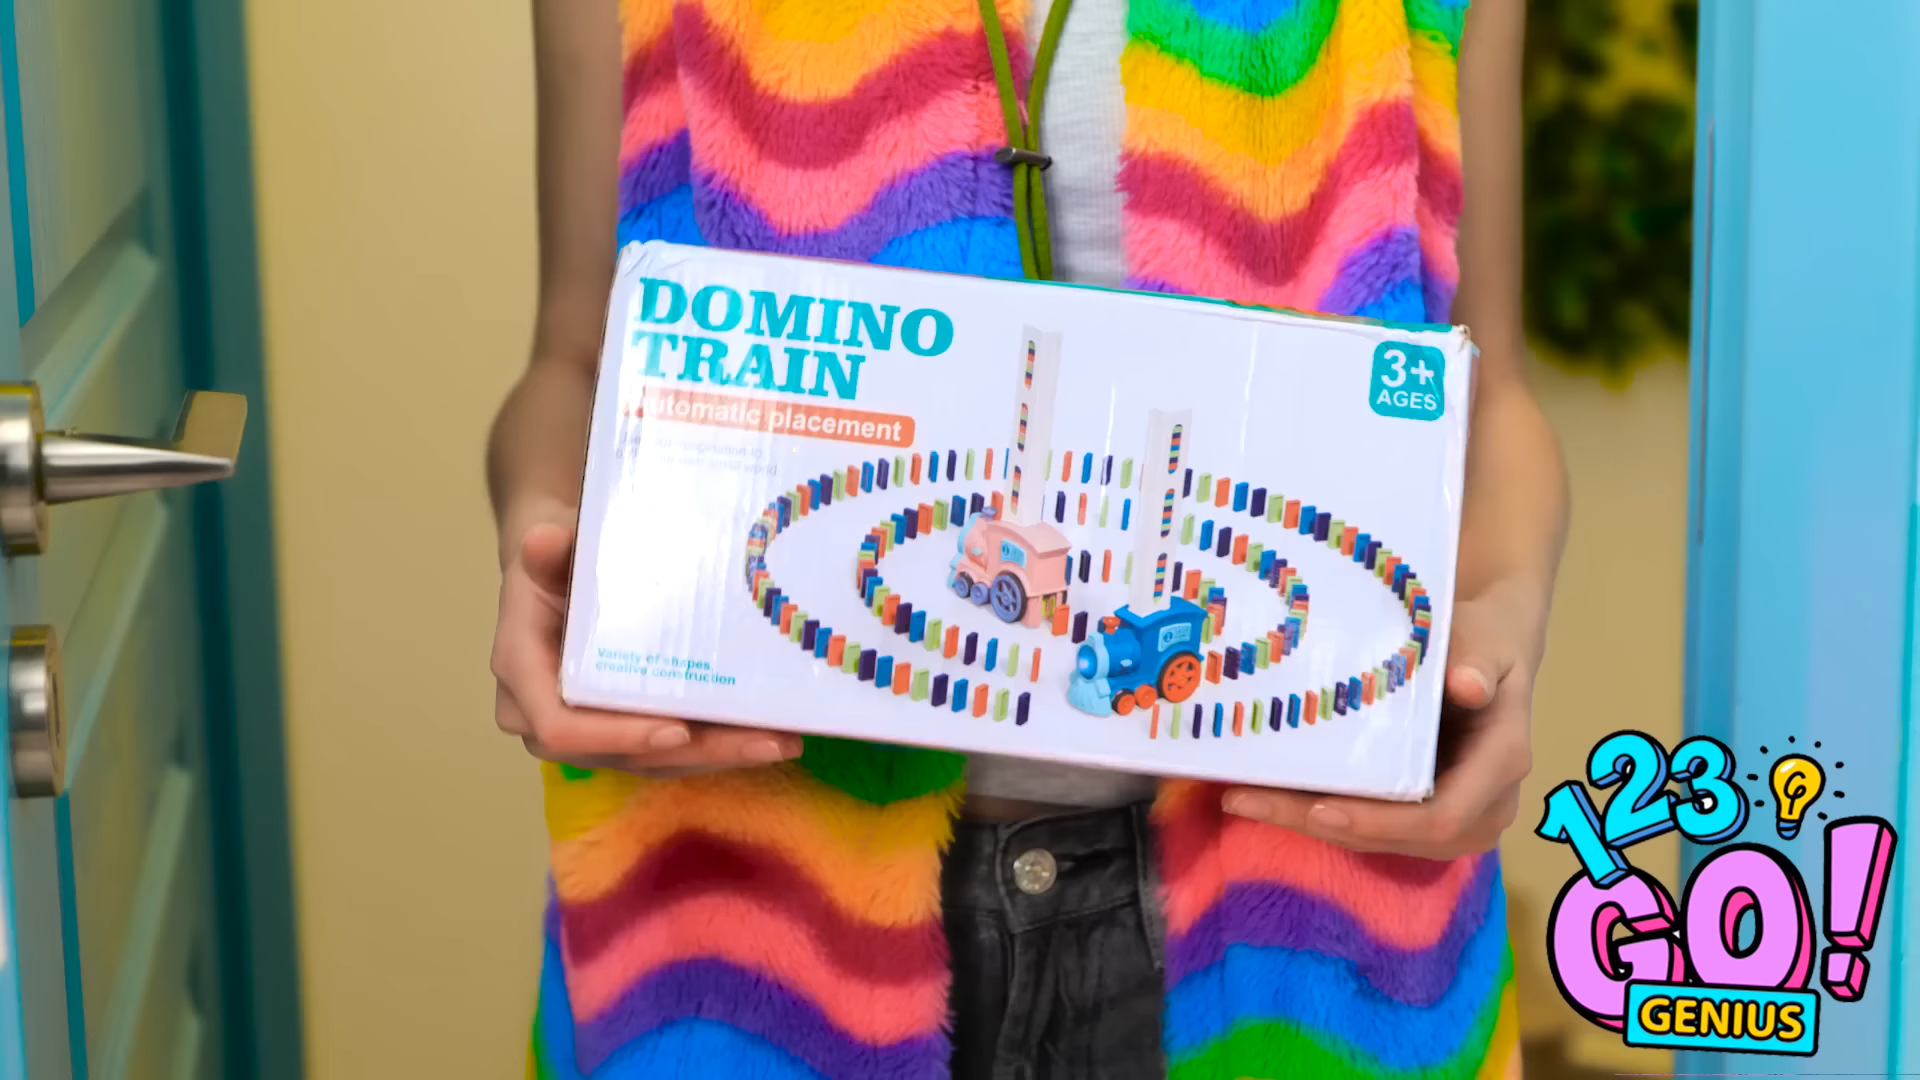 DOMINO
TRAIN
utomatic placement
3+
AGES
Variety of shapes,
creative construction
123
GO!
GENIUS